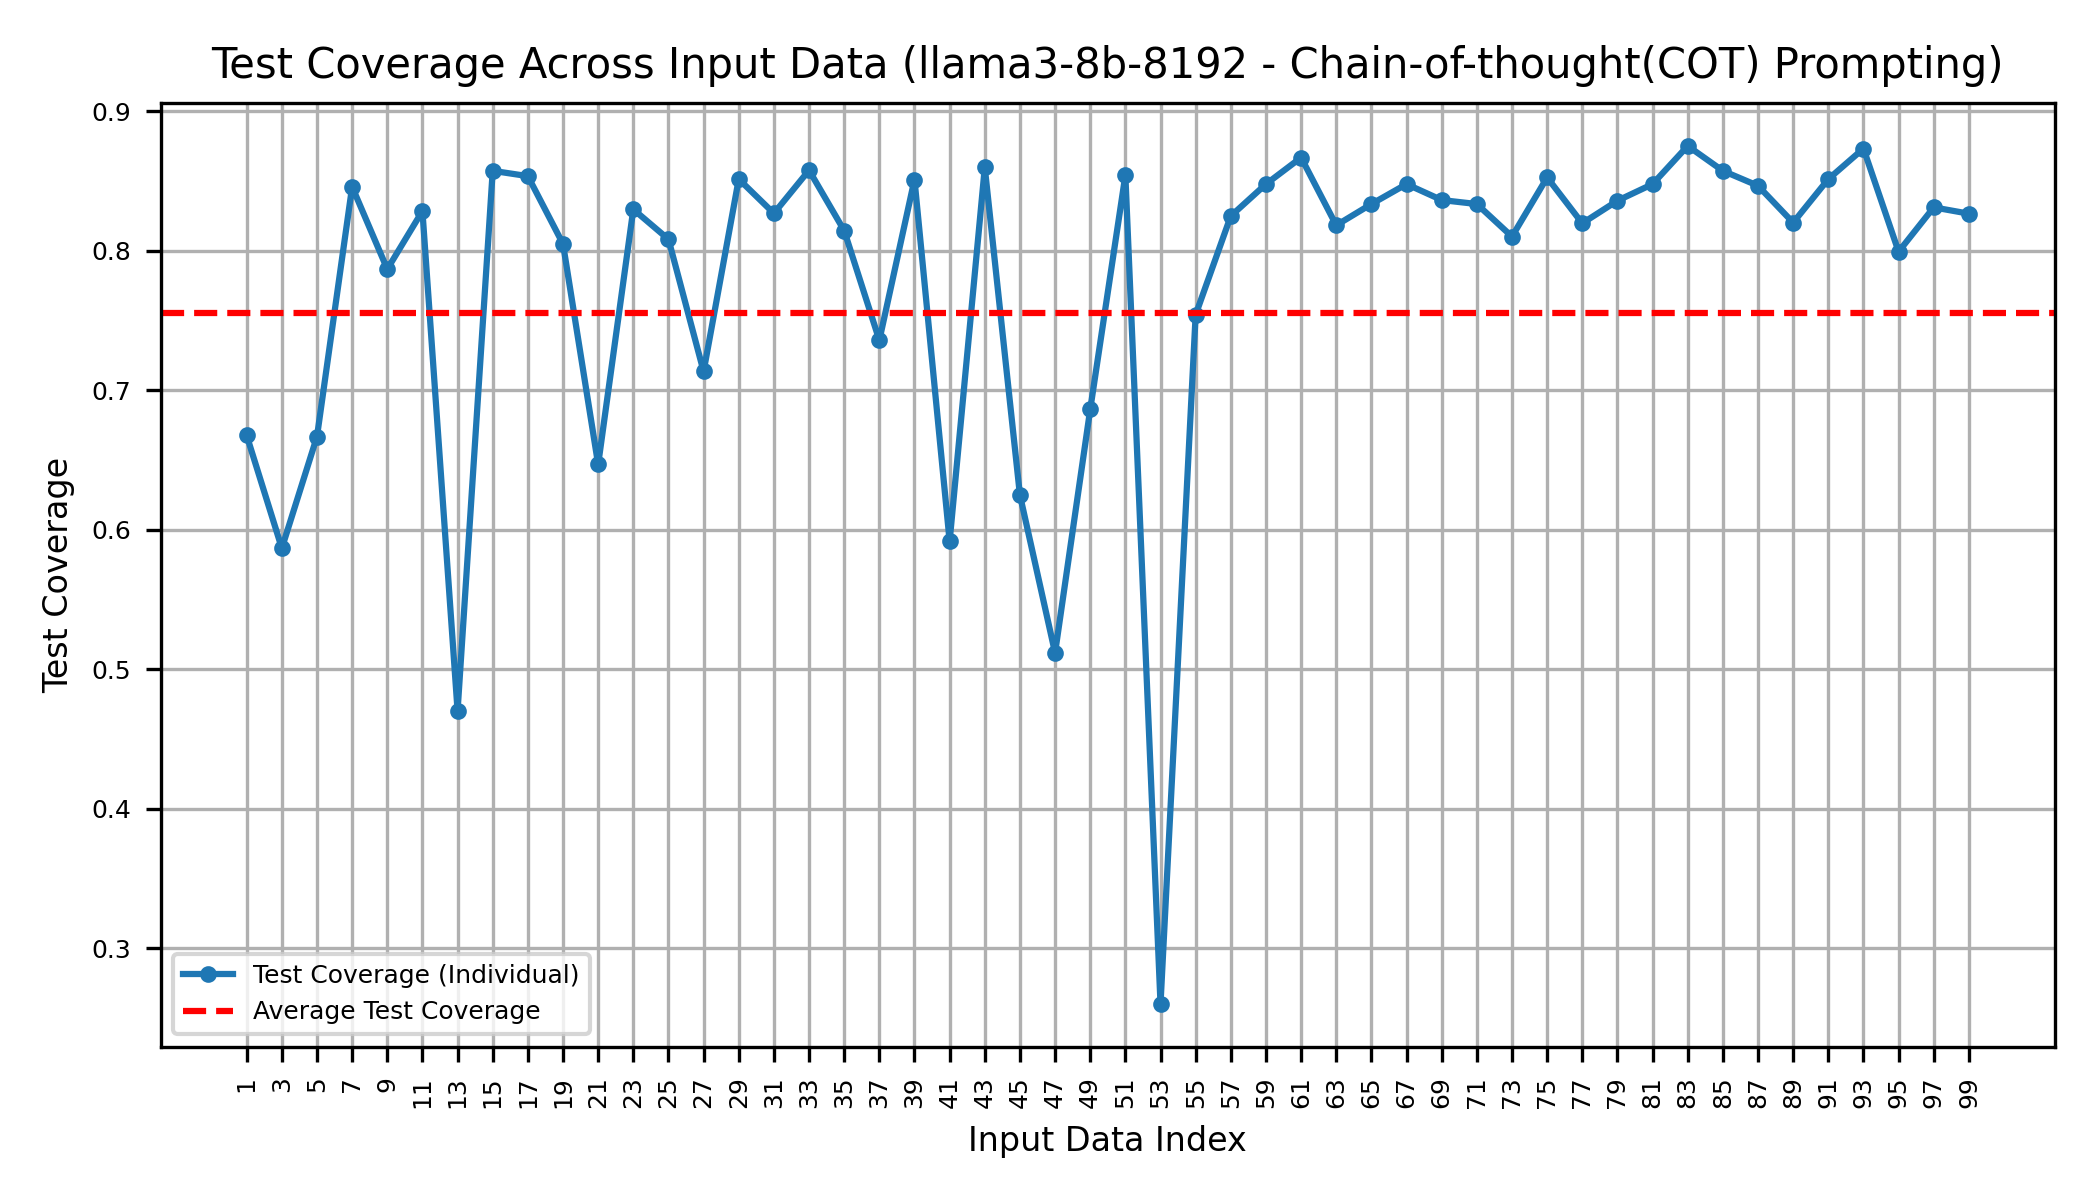 Test Coverage Across Input Data (llama3-8b-8192 - Chain-of-thought(COT) Prompting)
Test Coverage
0.9
0.8
0.7
0.6
0.5
0.4
0.3
Test Coverage (Individual)
Average Test Coverage
1 3 5 7 9 11 13 15 17 19 21 23 25 27 29 31 33 35 37 39 41 43 45 47 49 51 53 55 57 59 61 63 65 67 69 71 73 75 77 79 81 83 85 87 89 91 93 95 97 99
Input Data Index